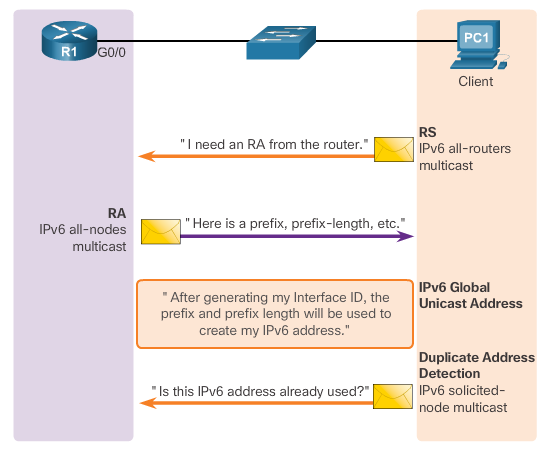 R1
G0/0
PC1
Client
" I need an RA from the router."
RS
IPv6 all-routers
multicast
RA
IPv6 all-nodes
multicast
" Here is a prefix, prefix-length, etc."
" After generating my Interface ID, the
prefix and prefix length will be used to
create my IPv6 address."
IPv6 Global
Unicast Address
Duplicate Address
Detection
" Is this IPv6 address already used?"
IPv6 solicited-
node multicast